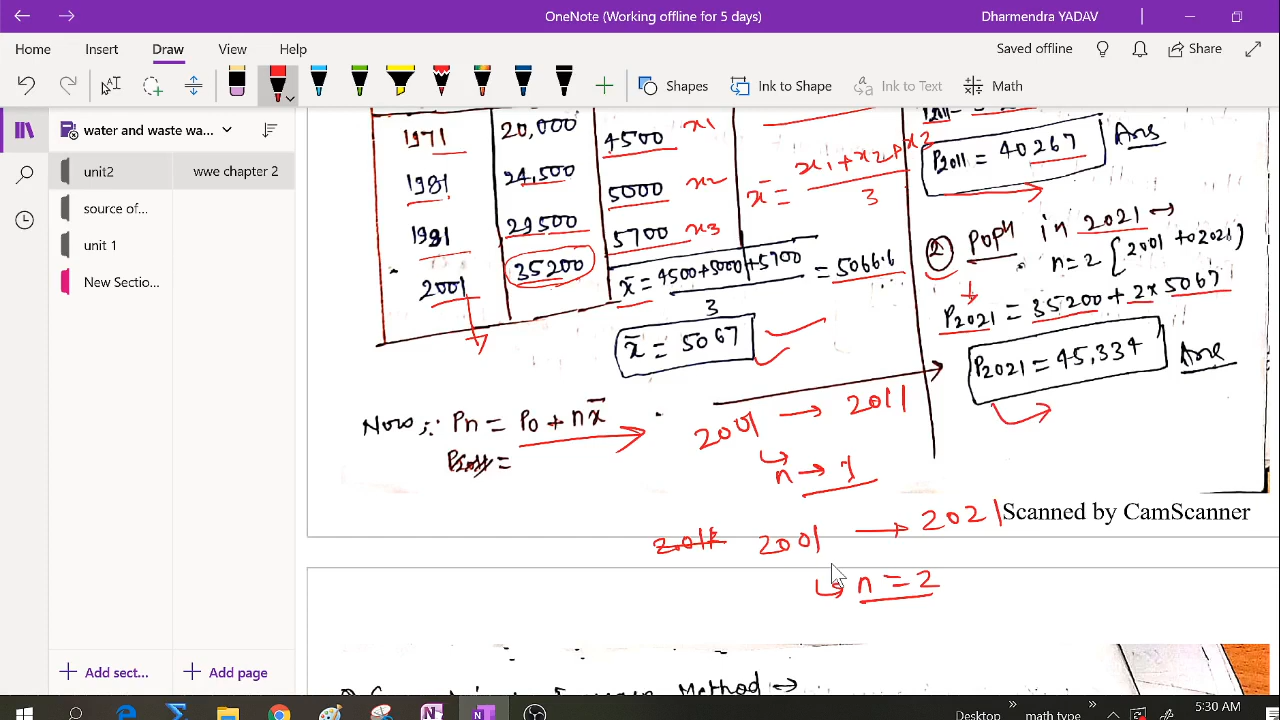 OneNote (Working offline for 5 days)
Dharmendra YADAV
Home Insert Draw View Help
Saved offline
Share
Shapes
Ink to Shape
Ink to Text
Math
water and waste wa...
unit2
source of...
unit 1
New Sectio...
wwe chapter 2
Add sect...
Add page
1971 20,000 4500 x1
1981 24,500 5000 x2
1981 29500 5700 x3
2001 35200
x̄ = x1+x2+x3 / 3
x̄ = 4500+5000+5700 / 3 = 5066.6
x̄ = 5067
Now ∴ Pn = P0 + nx̄
=
2001 → 2011
n → 1
2001 → 2021
n = 2
P2011 = 40267 Ans
② Popn in 2021 →
n=2 [2001 to 2021)
P2021 = 35200 + 2x5067
P2021 = 45,334 Ans
Scanned by CamScanner
Method →
Desktop
math type
5:30 AM